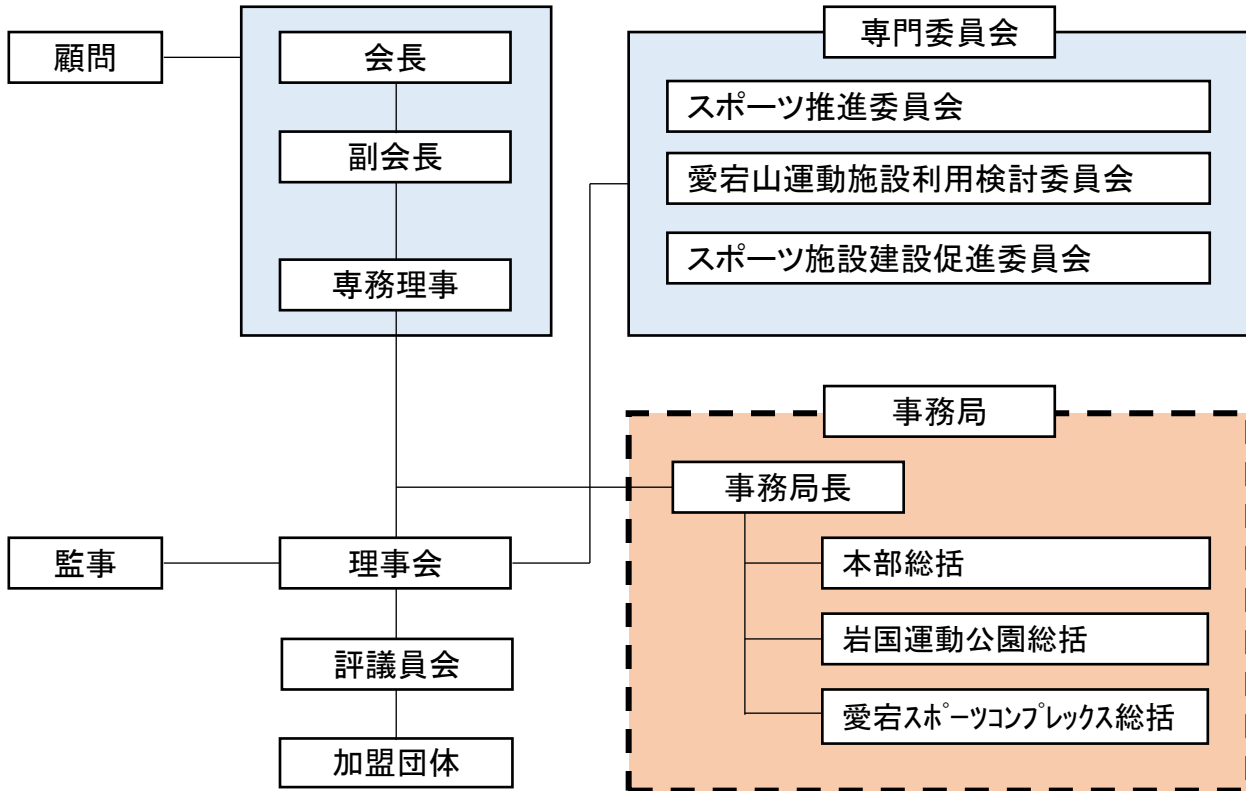 顧問
会長
副会長
専務理事
専門委員会
スポーツ推進委員会
愛宕山運動施設利用検討委員会
スポーツ施設建設促進委員会
事務局
事務局長
本部総括
岩国運動公園総括
愛宕ｽﾎﾟｰﾂｺﾝﾌﾟﾚｯｸｽ総括
監事
理事会
評議員会
加盟団体